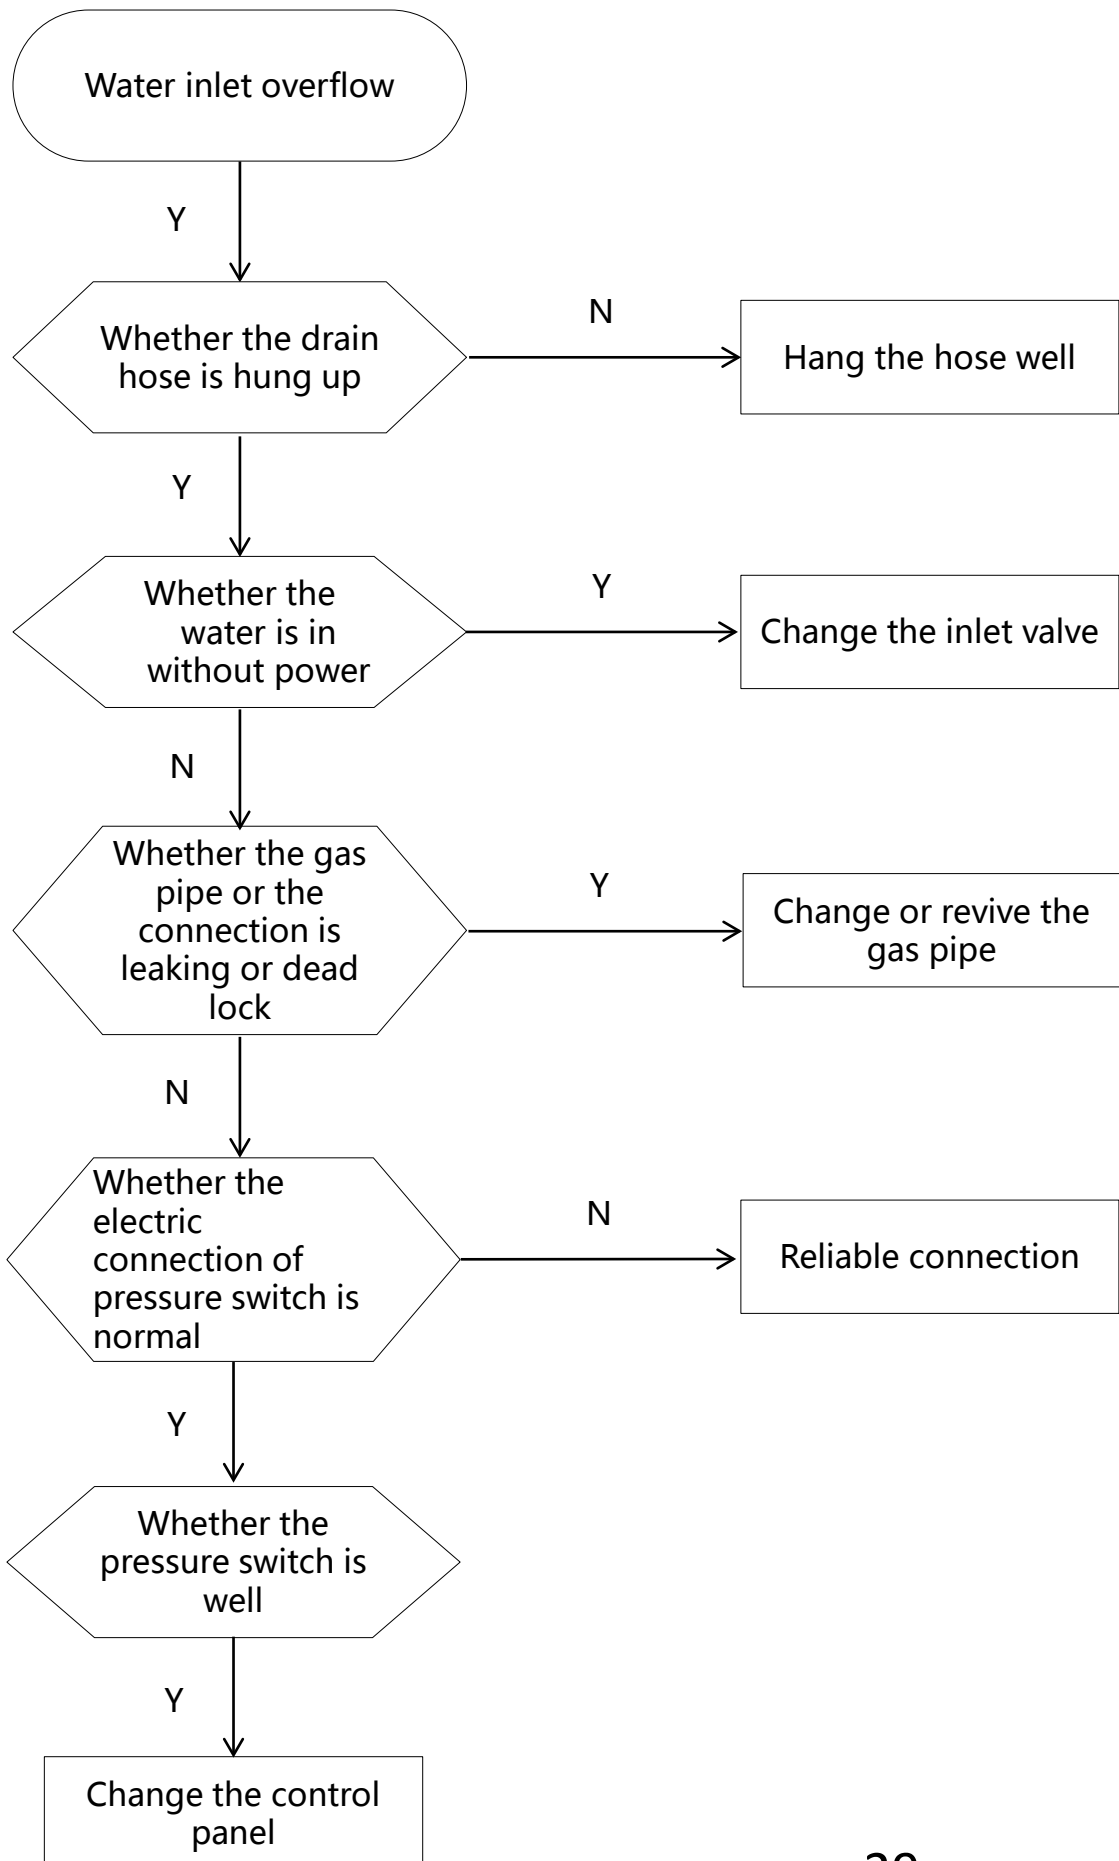 Water inlet overflow
Y
Whether the drain
hose is hung up
N
Hang the hose well
Y
Whether the
water is in
without power
Y
Change the inlet valve
N
Whether the gas
pipe or the
connection is
leaking or dead
lock
Y
Change or revive the
gas pipe
N
Whether the
electric
connection of
pressure switch is
normal
N
Reliable connection
Y
Whether the
pressure switch is
well
Y
Change the control
panel